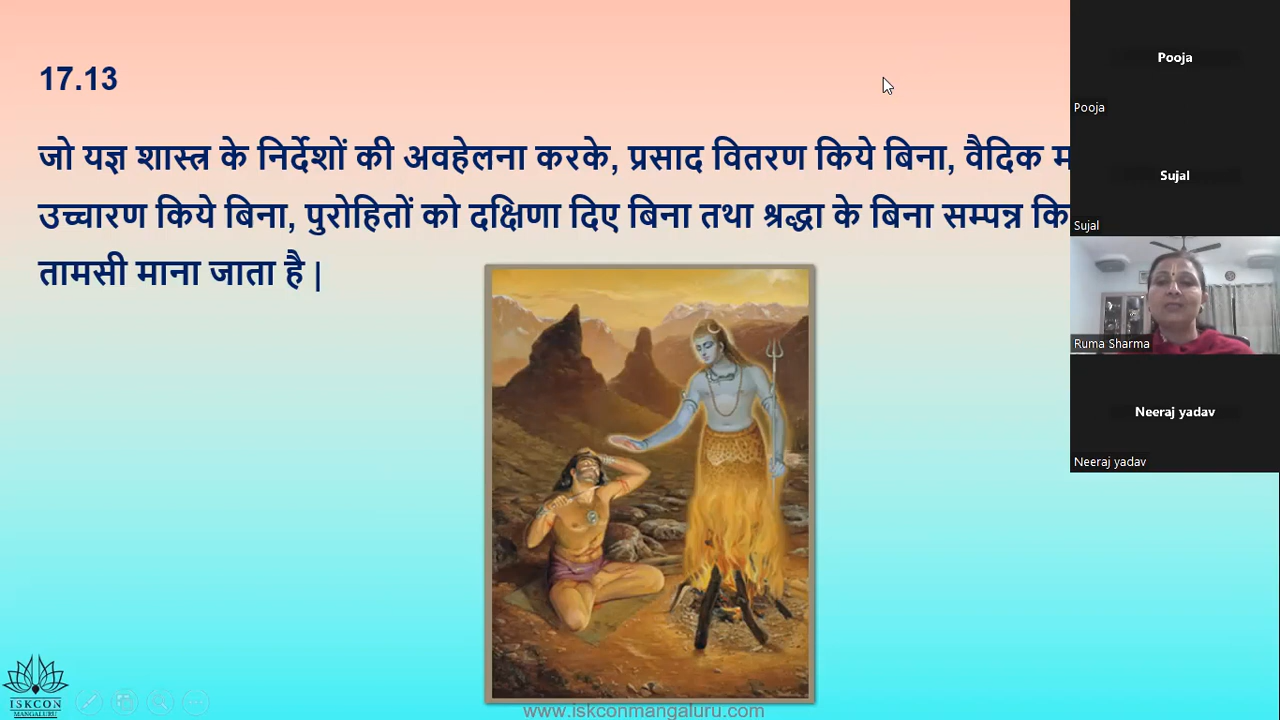 17.13
जो यज्ञ शास्त्र के निर्देशों की अवहेलना करके, प्रसाद वितरण किये बिना, वैदिक
उच्चारण किये बिना, पुरोहितों को दक्षिणा दिए बिना तथा श्रद्धा के बिना सम्पन्न
तामसी माना जाता है |
Pooja
Pooja
Sujal
Sujal
Ruma Sharma
Neeraj yadav
Neeraj yadav
ISKCON
MANGALURU
www.iskconmangaluru.com